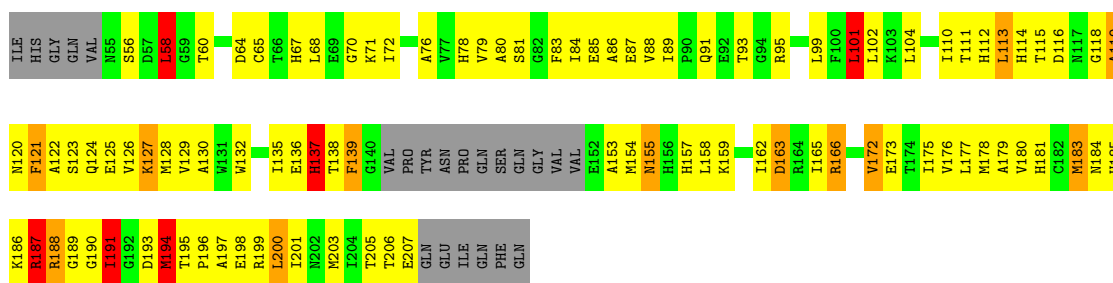 ILE HIS GLY GLN VAL N55 S56 D57 L58 G59 T60 D64 C65 T66 H67 L68 E69 G70 K71 I72 A76 V77 H78 V79 A80 S81 G82 F83 I84 E85 A86 E87 V88 I89 P90 Q91 E92 T93 G94 R95 L99 F100 L101 L102 K103 L104 I110 T111 H112 L113 H114 T115 D116 N117 G118 A119
N120 F121 A122 S123 Q124 E125 V126 K127 M128 V129 A130 W131 W132 I135 E136 H137 T138 F139 G140 VAL PRO TYR ASN PRO GLN SER GLN GLY VAL VAL E152 A153 M154 N155 H156 H157 L158 K159 I162 D163 R164 I165 R166 V172 E173 T174 I175 V176 L177 M178 A179 V180 H181 C182 M183 N184
K186 R187 R188 G189 G190 I191 G192 D193 M194 T195 P196 A197 E198 R199 L200 I201 N202 M203 I204 T205 T206 E207 GLN GLU ILE GLN PHE GLN